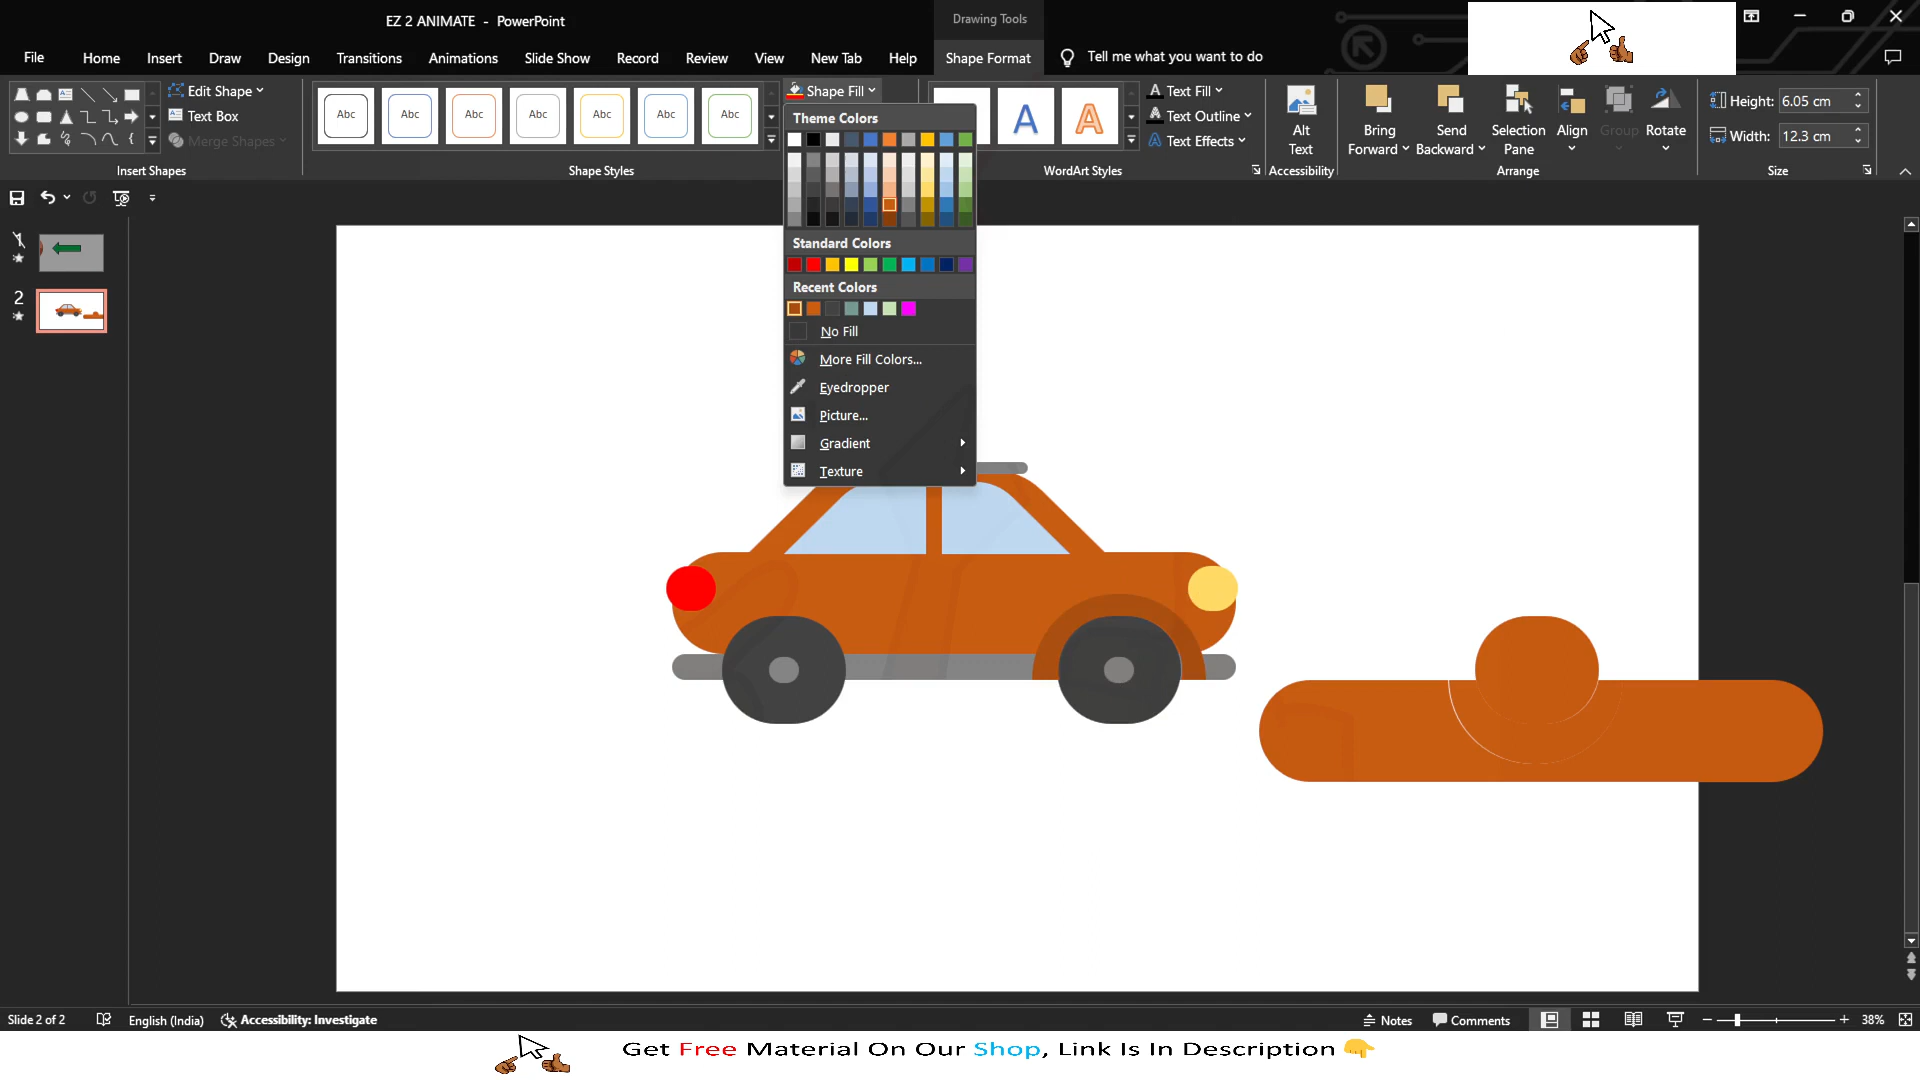 EZ 2 ANIMATE - PowerPoint
Drawing Tools
File Home Insert Draw Design Transitions Animations Slide Show Record Review View New Tab Help Shape Format Tell me what you want to do
Edit Shape
Text Box
Merge Shapes
Insert Shapes
Abc Abc Abc Abc Abc Abc Abc
Shape Styles
Shape Fill
Theme Colors
Standard Colors
Recent Colors
No Fill
More Fill Colors...
Eyedropper
Picture...
Gradient
Texture
A A
Text Fill
Text Outline
Text Effects
WordArt Styles
Alt
Text
Accessibility
Bring
Forward
Send
Backward
Selection
Pane
Align
Group
Rotate
Arrange
Height: 6.05 cm
Width: 12.3 cm
Size
1
2
Slide 2 of 2 English (India) Accessibility: Investigate
Notes Comments 38%
Get Free Material On Our Shop, Link Is In Description